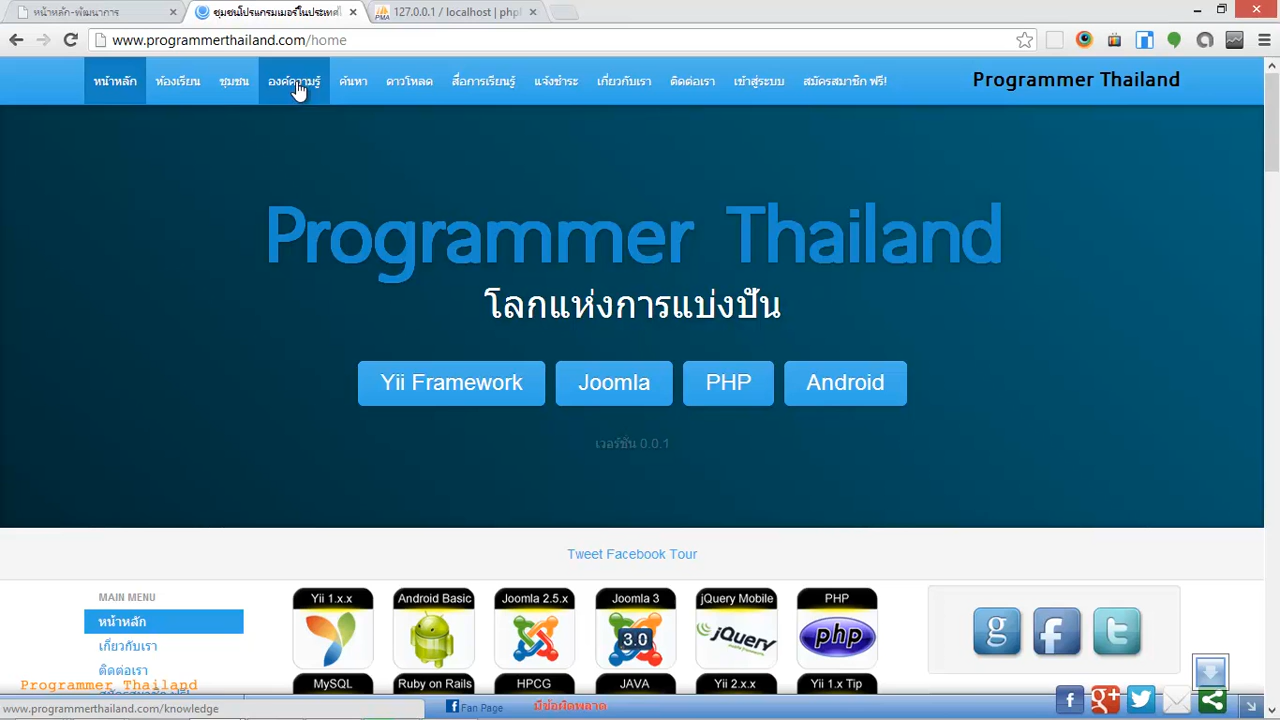 หน้าหลัก-พัฒนาการ
ชุมชนโปรแกรมเมอร์ในประเทศไ
127.0.0.1 / localhost | phpl
www.programmerthailand.com/home
หน้าหลัก ห้องเรียน ชุมชน องค์ความรู้ ค้นหา ดาวโหลด สื่อการเรียนรู้ แจ้งชำระ เกี่ยวกับเรา ติดต่อเรา เข้าสู่ระบบ สมัครสมาชิก ฟรี! Programmer Thailand
Programmer Thailand
โลกแห่งการแบ่งปัน
Yii Framework Joomla PHP Android
เวอร์ชั่น 0.0.1
Tweet Facebook Tour
MAIN MENU
หน้าหลัก
เกี่ยวกับเรา
ติดต่อเรา
Yii 1.x.x Android Basic Joomla 2.5.x Joomla 3 jQuery Mobile PHP
3.0 jQuery php
MySQL Ruby on Rails HPCG JAVA Yii 2.x.x Yii 1.x Tip
Programmer Thailand
www.programmerthailand.com/knowledge
Fan Page
มีข้อผิดพลาด